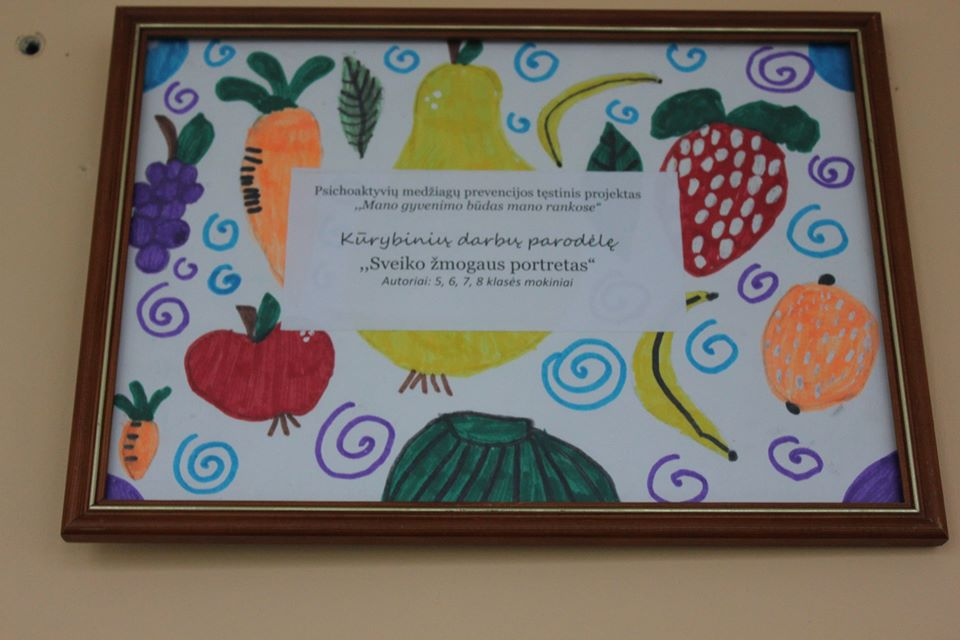 Psichoaktyvių medžiagų prevencijos tęstinis projektas
,,Mano gyvenimo būdas mano rankose“
Kūrybinių darbų parodėlę
,,Sveiko žmogaus portretas“
Autoriai: 5, 6, 7, 8 klasės mokiniai